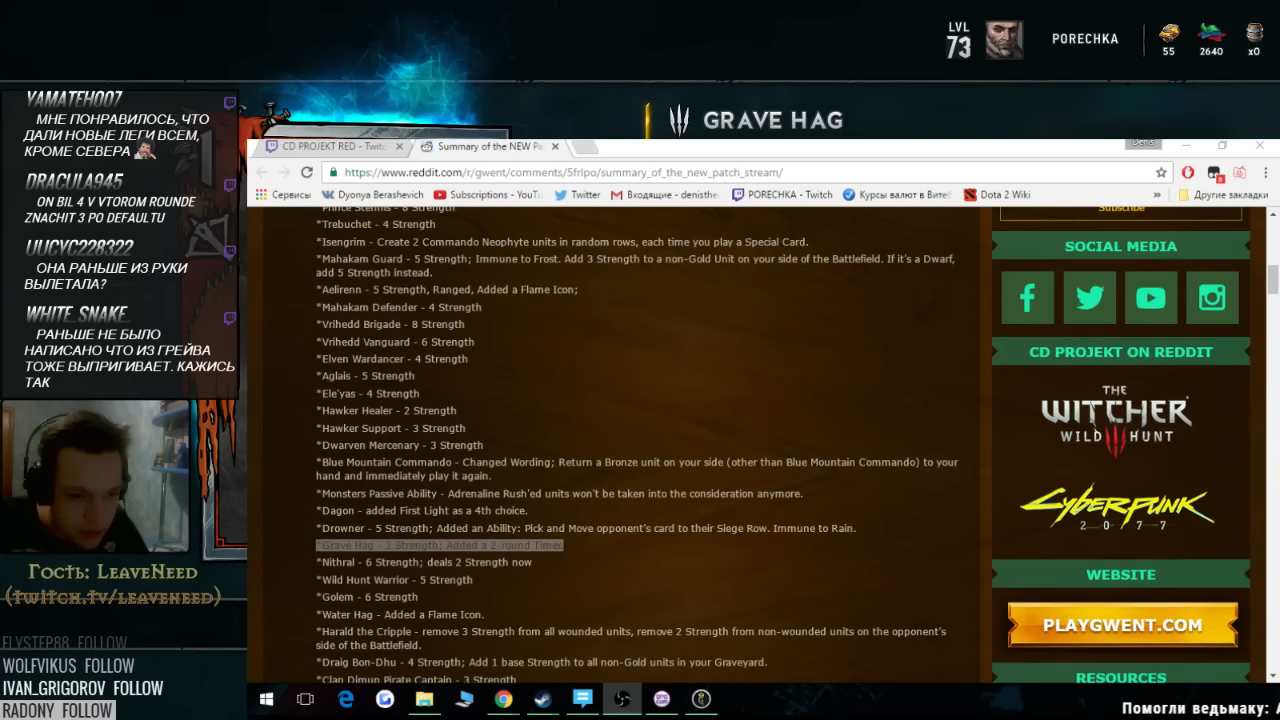 LVL
73
PORECHKA
55
2640
x0
GRAVE HAG
YAMATEH007
МНЕ ПОНРАВИЛОСЬ, ЧТО
ДАЛИ НОВЫЕ ЛЕГИ ВСЕМ,
КРОМЕ СЕВЕРА
DRACULA945
ON BIL 4 V VTOROM ROUNDE
ZNACHIT 3 PO DEFAULTU
UUCYC228322
ОНА РАНЬШЕ ИЗ РУКИ
ВЫЛЕТАЛА?
WHITE_SNAKE_
РАНЬШЕ НЕ БЫЛО
НАПИСАНО ЧТО ИЗ ГРЕЙВА
ТОЖЕ ВЫПРИГИВАЕТ. КАЖИСЬ
ТАК
Гость: LeaveNeed
(twitch.tv/leaveneed)
FLYSTEP88 FOLLOW
WOLFVIKUS FOLLOW
IVAN_GRIGOROV FOLLOW
RADONY FOLLOW
CD PROJEKT RED - Twitc
Summary of the NEW Pa
Denis
https://www.reddit.com/r/gwent/comments/5frlpo/summary_of_the_new_patch_stream/
Сервисы
Dyonya Berashevich
Subscriptions - YouTu
Twitter
Входящие - denisthe
PORECHKA - Twitch
Курсы валют в Витеб
Dota 2 Wiki
»
Другие закладки
*Prince Stennis - 8 Strength
*Trebuchet - 4 Strength
*Isengrim - Create 2 Commando Neophyte units in random rows, each time you play a Special Card.
*Mahakam Guard - 5 Strength; Immune to Frost. Add 3 Strength to a non-Gold Unit on your side of the Battlefield. If it's a Dwarf,
add 5 Strength instead.
*Aelirenn - 5 Strength, Ranged, Added a Flame Icon;
*Mahakam Defender - 4 Strength
*Vrihedd Brigade - 8 Strength
*Vrihedd Vanguard - 6 Strength
*Elven Wardancer - 4 Strength
*Aglais - 5 Strength
*Ele'yas - 4 Strength
*Hawker Healer - 2 Strength
*Hawker Support - 3 Strength
*Dwarven Mercenary - 3 Strength
*Blue Mountain Commando - Changed Wording; Return a Bronze unit on your side (other than Blue Mountain Commando) to your
hand and immediately play it again.
*Monsters Passive Ability - Adrenaline Rush'ed units won't be taken into the consideration anymore.
*Dagon - added First Light as a 4th choice.
*Drowner - 5 Strength; Added an Ability: Pick and Move opponent's card to their Siege Row. Immune to Rain.
*Grave Hag - 2 Strength; Added a 2-round Timer.
*Nithral - 6 Strength; deals 2 Strength now
*Wild Hunt Warrior - 5 Strength
*Golem - 6 Strength
*Water Hag - Added a Flame Icon.
*Harald the Cripple - remove 3 Strength from all wounded units, remove 2 Strength from non-wounded units on the opponent's
side of the Battlefield.
*Draig Bon-Dhu - 4 Strength; Add 1 base Strength to all non-Gold units in your Graveyard.
*Clan Dimun Pirate Captain - 3 Strength
Subscribe
SOCIAL MEDIA
CD PROJEKT ON REDDIT
THE
WITCHER
WILD HUNT
CYBERPUNK
2077
WEBSITE
PLAYGWENT.COM
RESOURCES
Помогли ведьмаку: